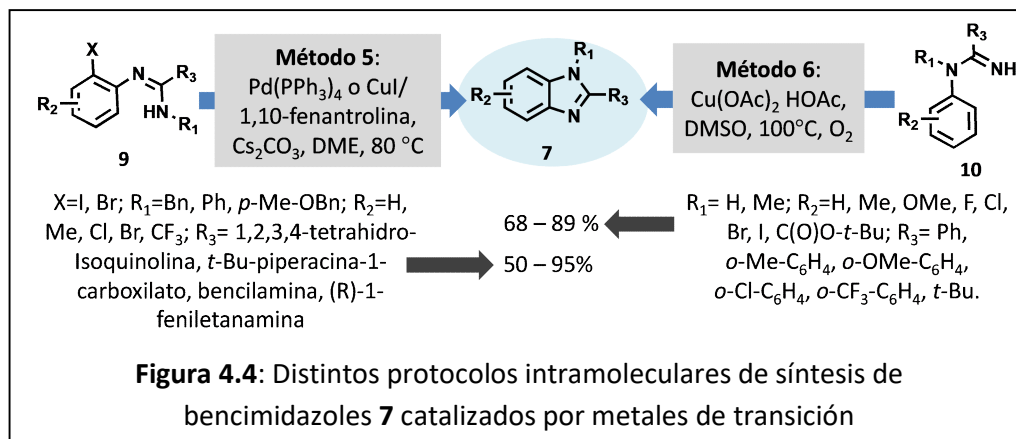 X
R₂
N
R₃
HN
R₁
9
Método 5:
Pd(PPh₃)₄ o CuI/
1,10-fenantrolina,
Cs₂CO₃, DME, 80 °C
R₁
N
R₂
R₃
N
7
Método 6:
Cu(OAc)₂ HOAc,
DMSO, 100°C, O₂
R₃
R₁
N
NH
R₂
10
X=I, Br; R₁=Bn, Ph, p-Me-OBn; R₂=H,
Me, Cl, Br, CF₃; R₃= 1,2,3,4-tetrahidro-
Isoquinolina, t-Bu-piperacina-1-
carboxilato, bencilamina, (R)-1-
feniletanamina
68 – 89 %
50 – 95%
R₁= H, Me; R₂=H, Me, OMe, F, Cl,
Br, I, C(O)O-t-Bu; R₃= Ph,
o-Me-C₆H₄, o-OMe-C₆H₄,
o-Cl-C₆H₄, o-CF₃-C₆H₄, t-Bu.
Figura 4.4: Distintos protocolos intramoleculares de síntesis de
bencimidazoles 7 catalizados por metales de transición